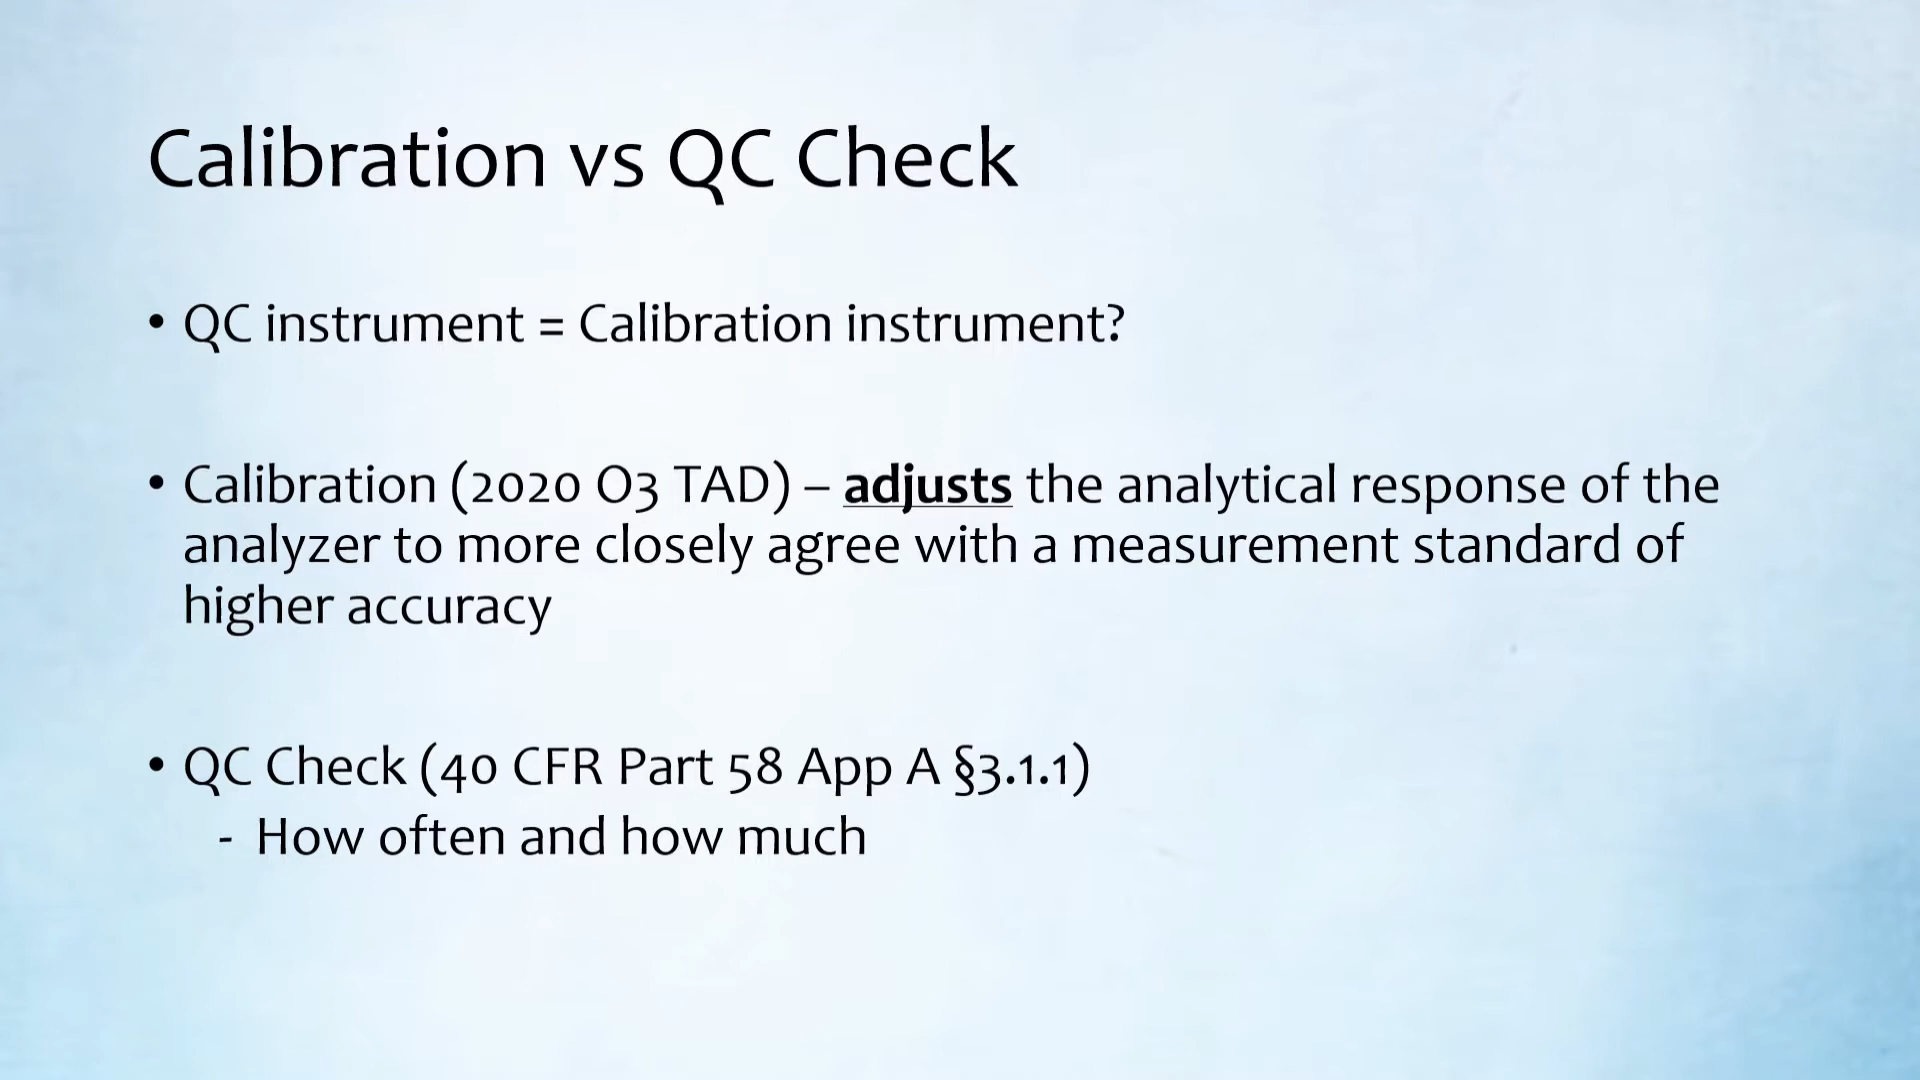 Calibration vs QC Check
• QC instrument = Calibration instrument?
• Calibration (2020 O3 TAD) – adjusts the analytical response of the
analyzer to more closely agree with a measurement standard of
higher accuracy
• QC Check (40 CFR Part 58 App A §3.1.1)
- How often and how much